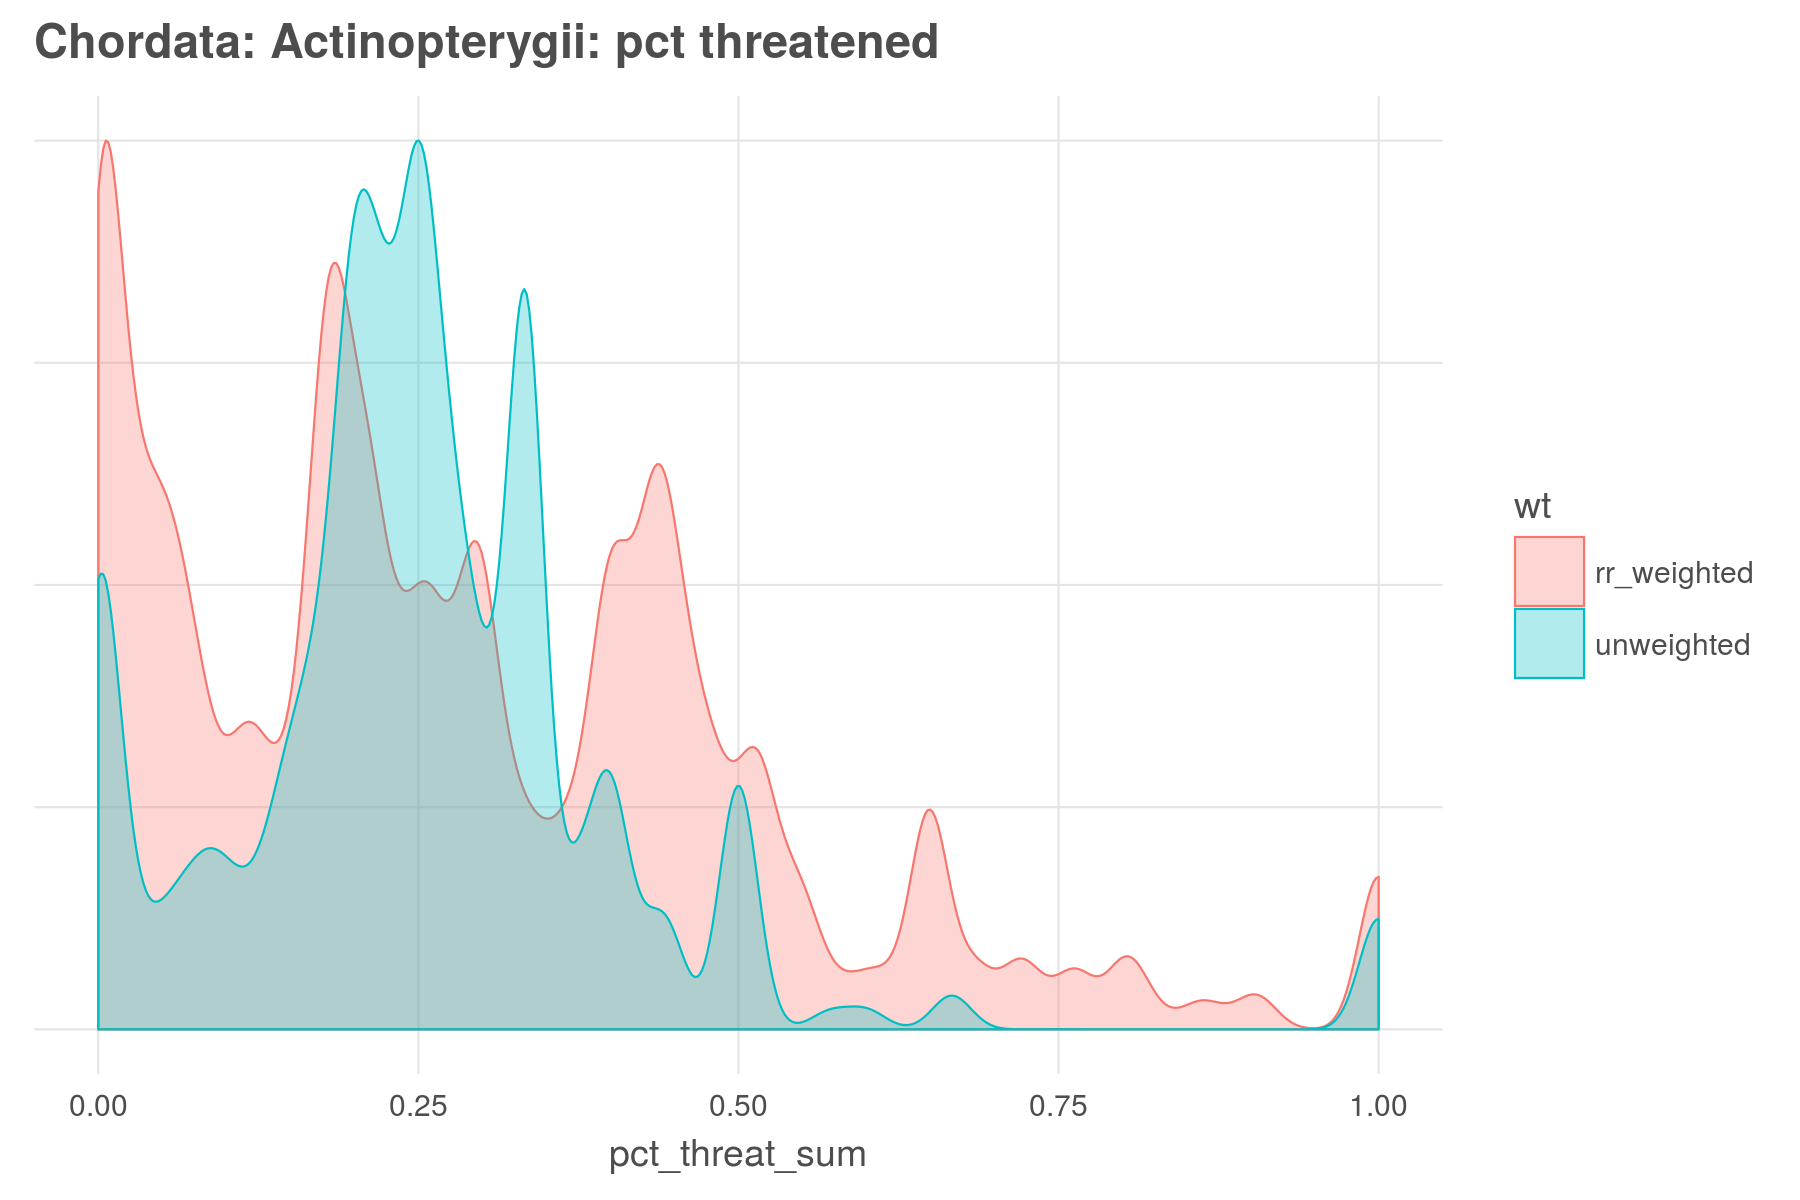 Chordata: Actinopterygii: pct threatened
wt
rr_weighted
unweighted
0.00 0.25 0.50 0.75 1.00
pct_threat_sum